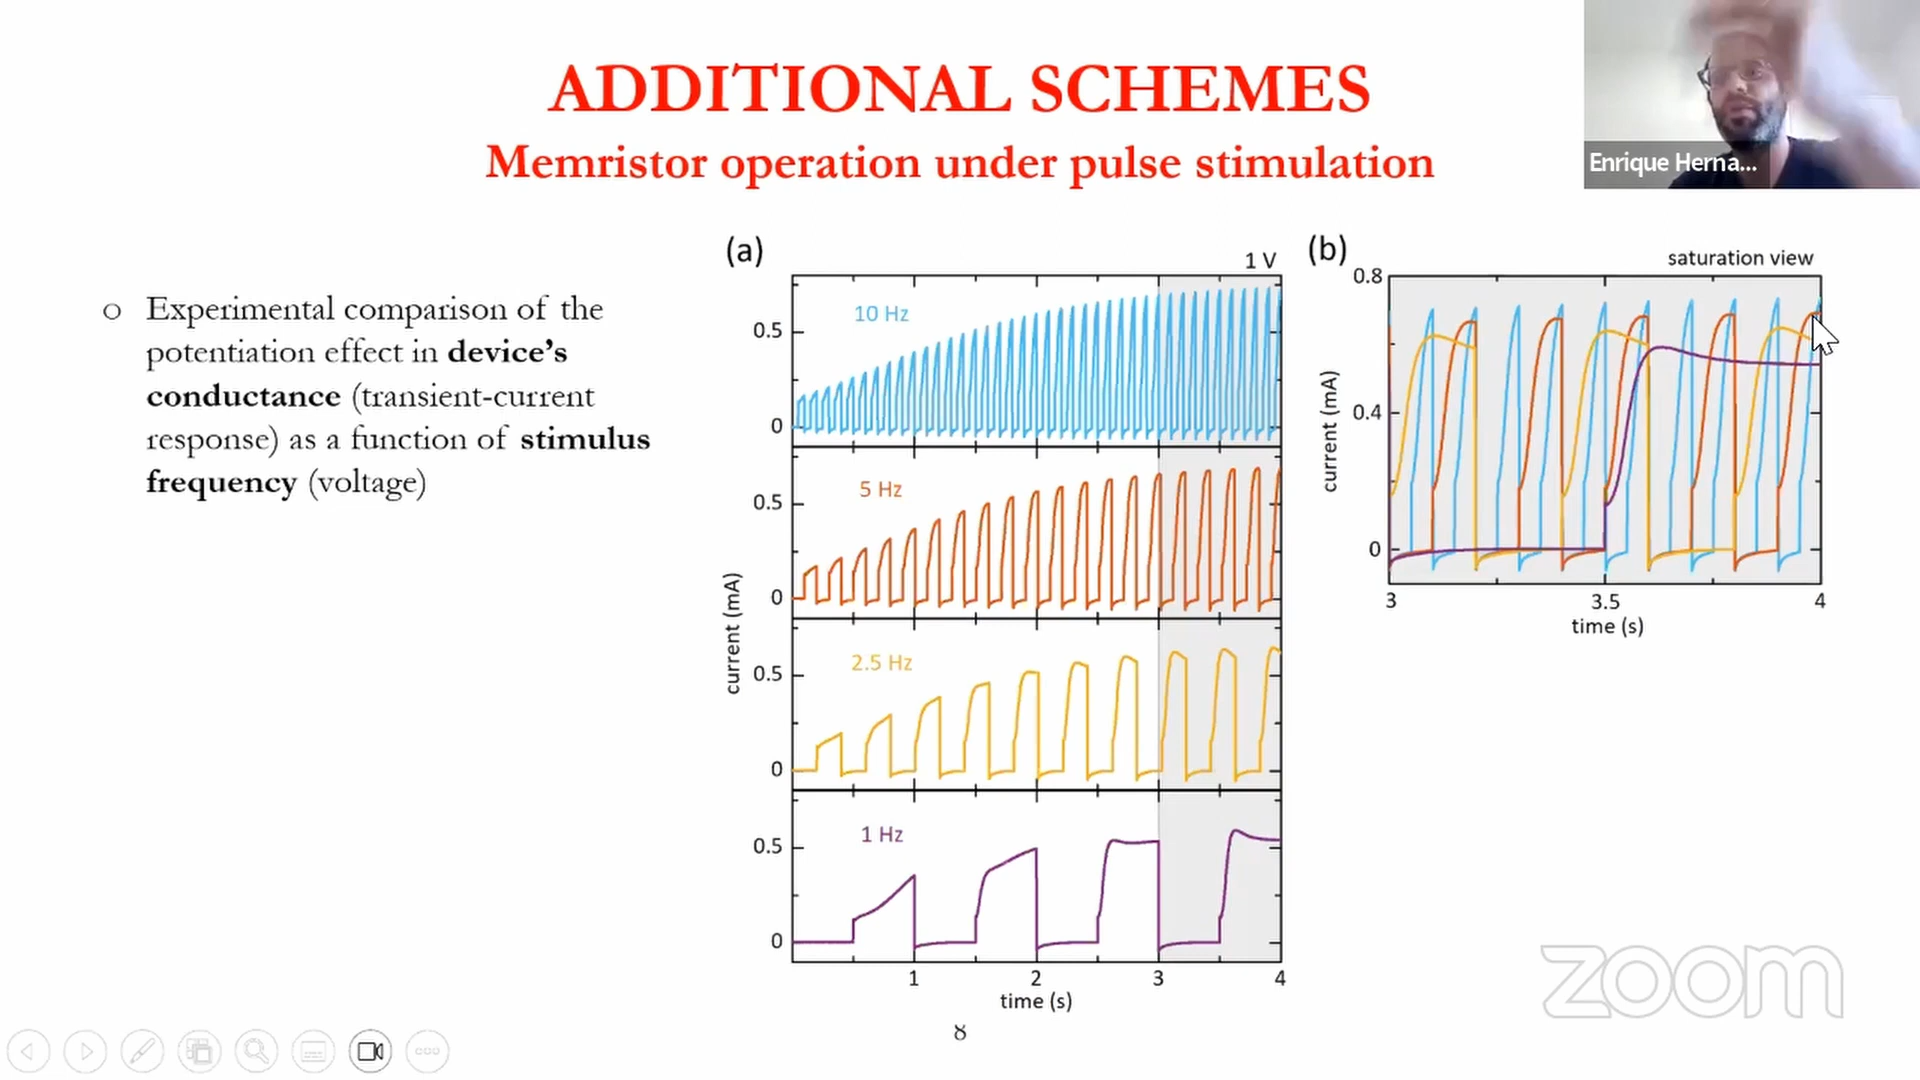 ADDITIONAL SCHEMES
Memristor operation under pulse stimulation
Enrique Herna...
o Experimental comparison of the
potentiation effect in device's
conductance (transient-current
response) as a function of stimulus
frequency (voltage)
(a)
1 V
10 Hz
0.5
0
5 Hz
0.5
0
2.5 Hz
0.5
0
1 Hz
0.5
0
current (mA)
1 2 3 4
time (s)
(b)
saturation view
0.8
0.4
0
current (mA)
3 3.5 4
time (s)
zoom
8